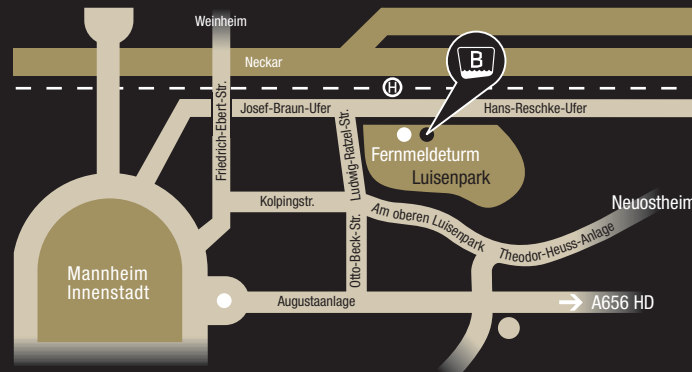 Weinheim
Neckar
B
H
Josef-Braun-Ufer
Hans-Reschke-Ufer
Friedrich-Ebert-Str.
Ludwig-Ratzel-Str.
Fernmeldeturm
Luisenpark
Kolpingstr.
Neuostheim
Am oberen Luisenpark
Theodor-Heuss-Anlage
Otto-Beck-Str.
Mannheim
Innenstadt
Augustaanlage
→ A656 HD